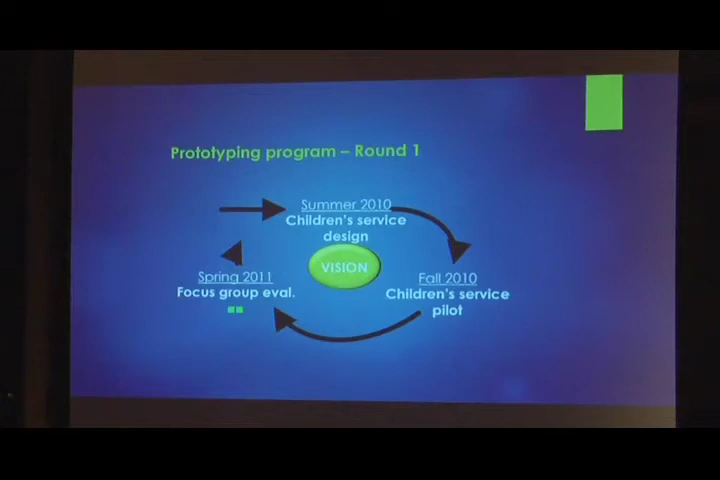 Prototyping program – Round 1
Summer 2010
Children's service
design
VISION
Spring 2011
Focus group eval.
Fall 2010
Children's service
pilot